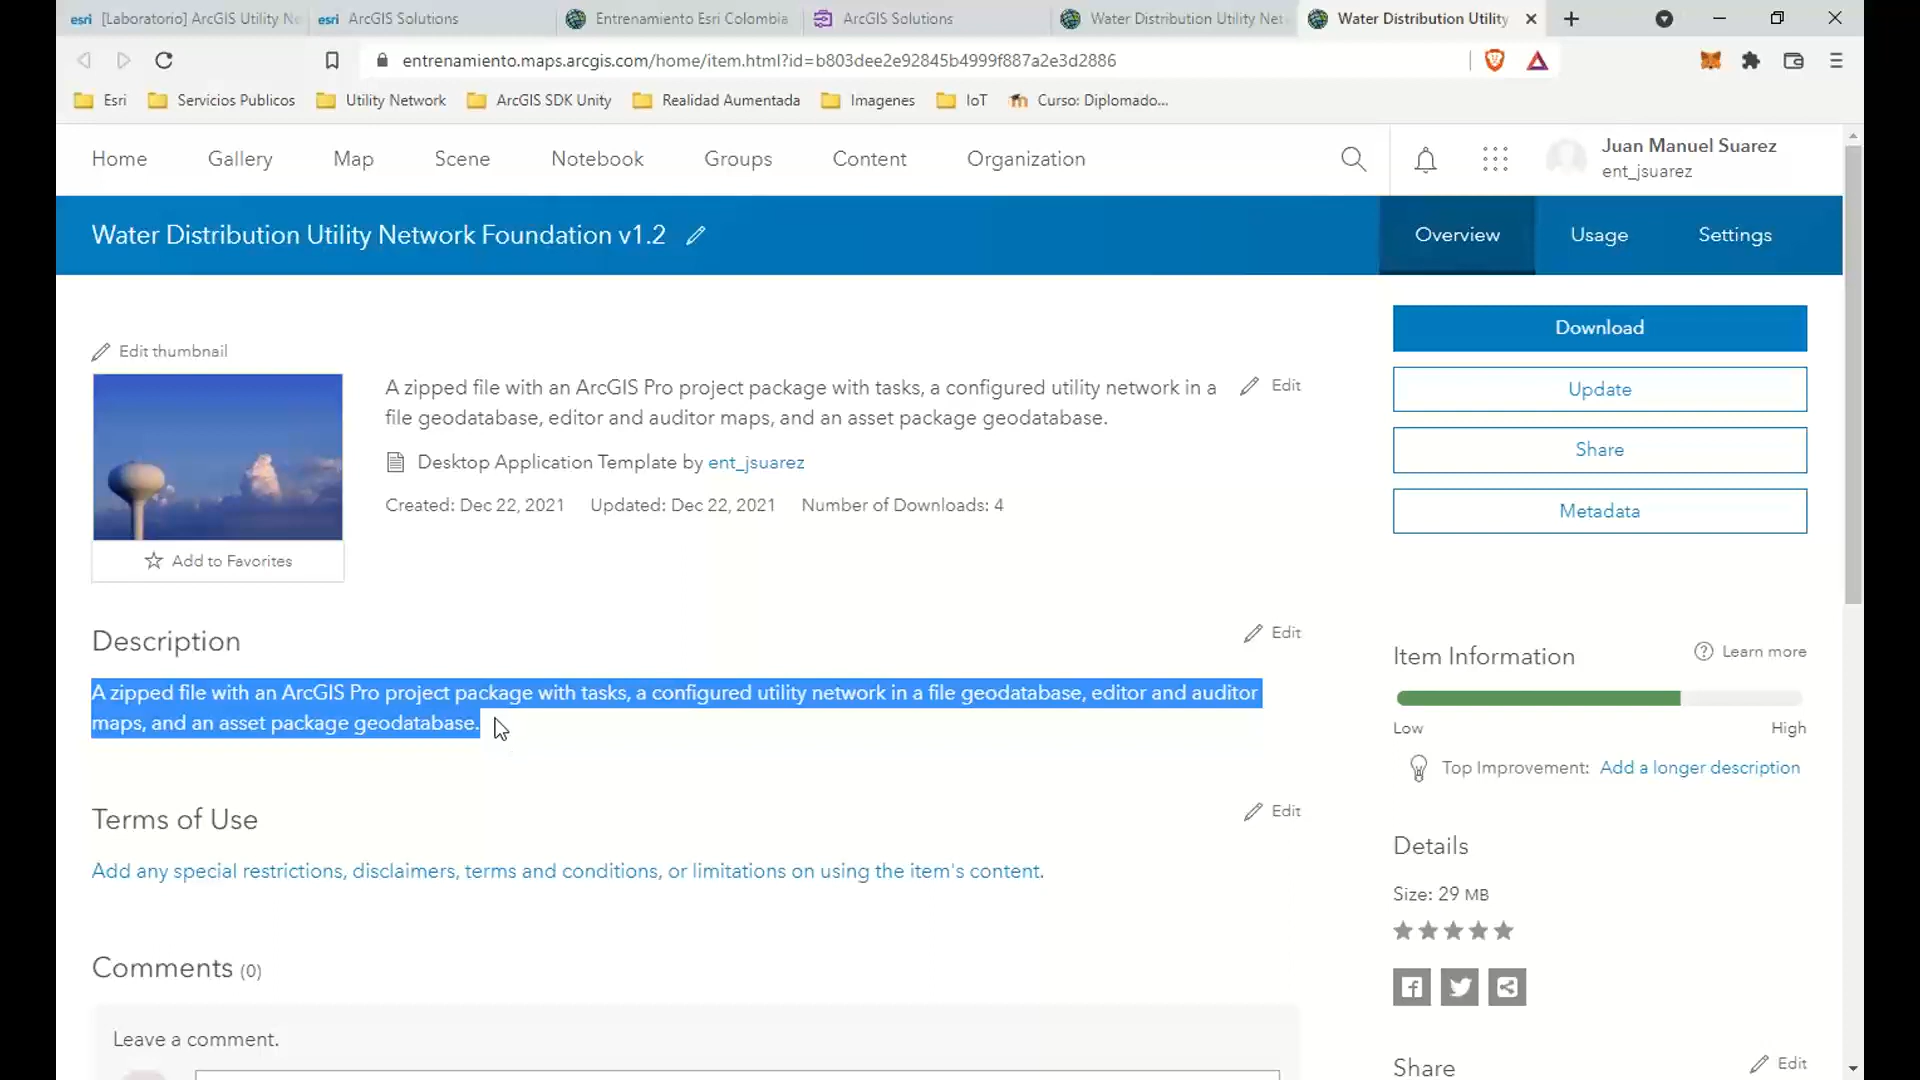 [Laboratorio] ArcGIS Utility Ne
ArcGIS Solutions
Entrenamiento Esri Colombia
ArcGIS Solutions
Water Distribution Utility Net
Water Distribution Utility
entrenamiento.maps.arcgis.com/home/item.html?id=b803dee2e92845b4999f887a2e3d2886
Esri
Servicios Publicos
Utility Network
ArcGIS SDK Unity
Realidad Aumentada
Imagenes
IoT
Curso: Diplomado...
Home
Gallery
Map
Scene
Notebook
Groups
Content
Organization
Juan Manuel Suarez
ent_jsuarez
Water Distribution Utility Network Foundation v1.2
Overview
Usage
Settings
Edit thumbnail
Add to Favorites
A zipped file with an ArcGIS Pro project package with tasks, a configured utility network in a
file geodatabase, editor and auditor maps, and an asset package geodatabase.
Edit
Desktop Application Template by ent_jsuarez
Created: Dec 22, 2021 Updated: Dec 22, 2021 Number of Downloads: 4
Download
Update
Share
Metadata
Description
Edit
A zipped file with an ArcGIS Pro project package with tasks, a configured utility network in a file geodatabase, editor and auditor
maps, and an asset package geodatabase.
Terms of Use
Edit
Add any special restrictions, disclaimers, terms and conditions, or limitations on using the item's content.
Comments (0)
Leave a comment.
Item Information
Learn more
Low
High
Top Improvement: Add a longer description
Details
Size: 29 MB
Share
Edit